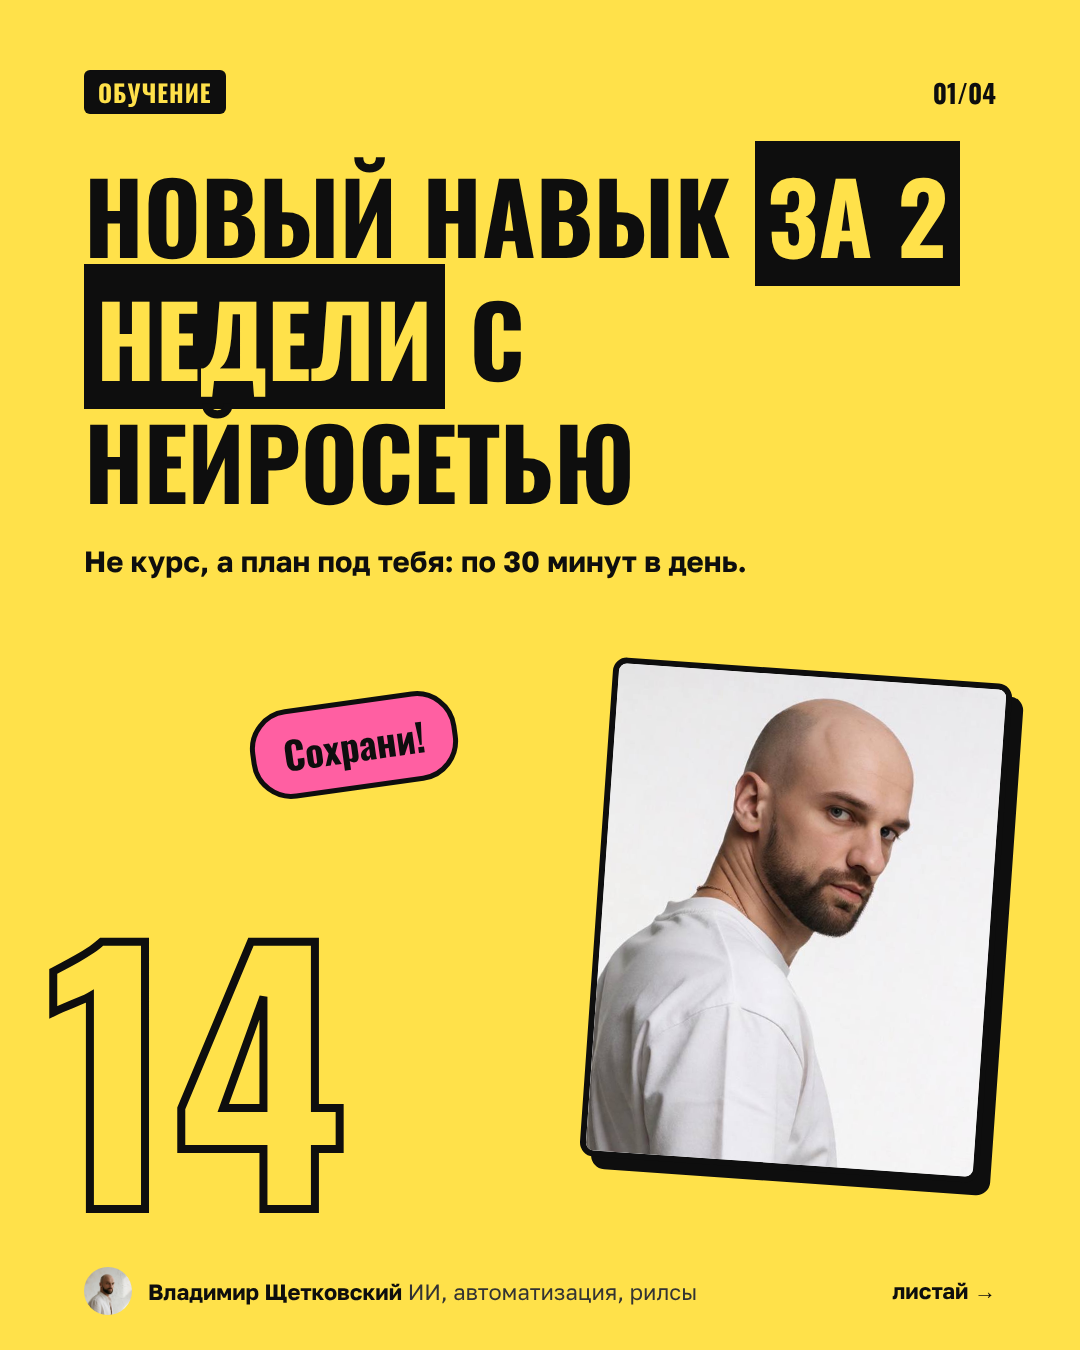 ОБУЧЕНИЕ
01/04
НОВЫЙ НАВЫК ЗА 2
НЕДЕЛИ С
НЕЙРОСЕТЬЮ
Не курс, а план под тебя: по 30 минут в день.
Сохрани!
14
Владимир Щетковский ИИ, автоматизация, рилсы
листай →